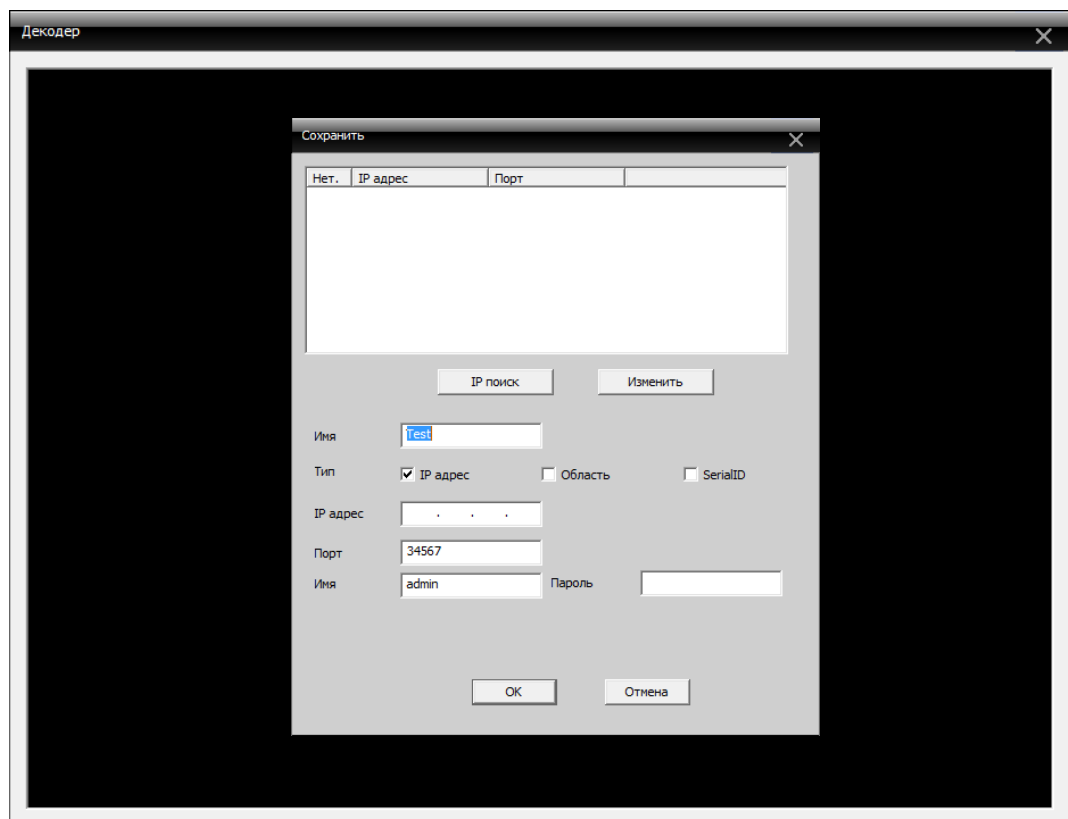 Декодер
Сохранить
Нет. IP адрес Порт
IP поиск Изменить
Имя Test
Тип IP адрес Область SerialID
IP адрес . . .
Порт 34567
Имя admin Пароль
OK Отмена